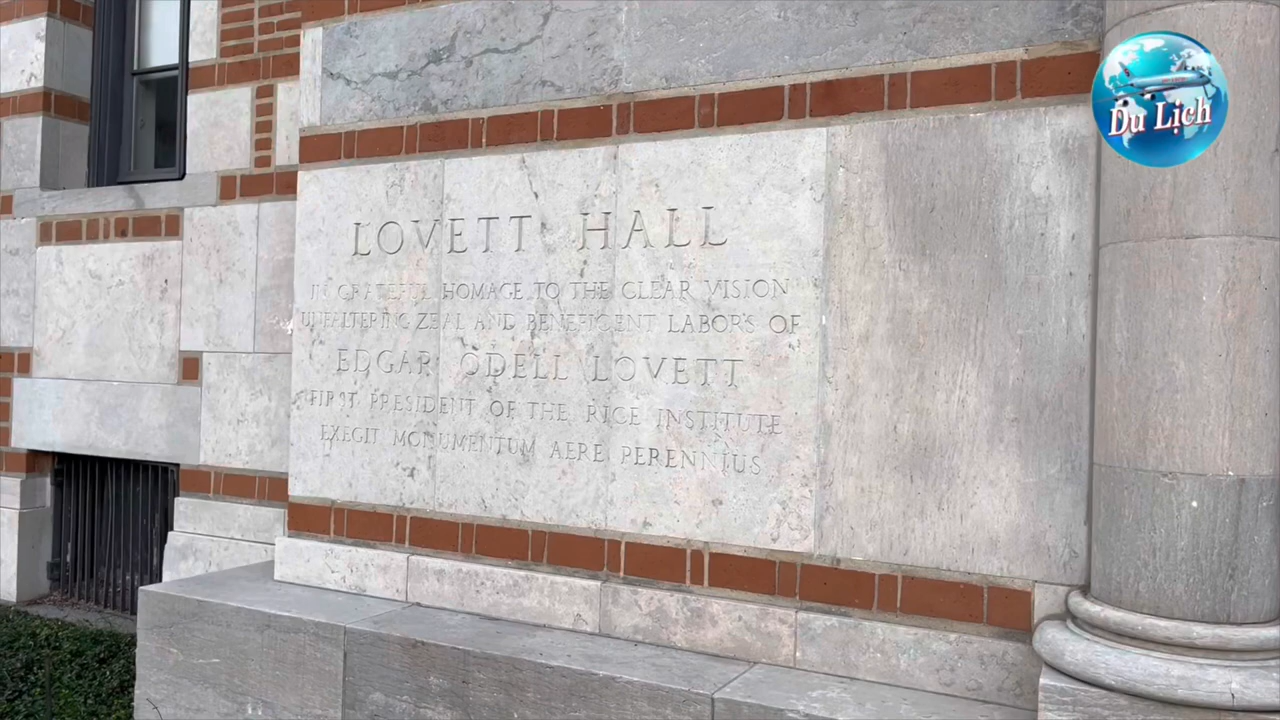 Du Lịch
LOVETT HALL
IN GRATEFUL HOMAGE TO THE CLEAR VISION
UNFALTERING ZEAL AND BENEFICENT LABORS OF
EDGAR ODELL LOVETT
FIRST PRESIDENT OF THE RICE INSTITUTE
EXEGIT MONUMENTUM AERE PERENNIUS